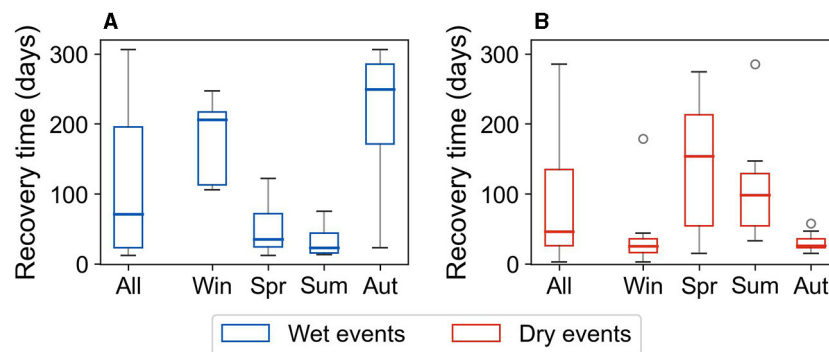 A
Recovery time (days)
300
200
100
0
All Win Spr Sum Aut
B
Recovery time (days)
300
200
100
0
All Win Spr Sum Aut
Wet events Dry events